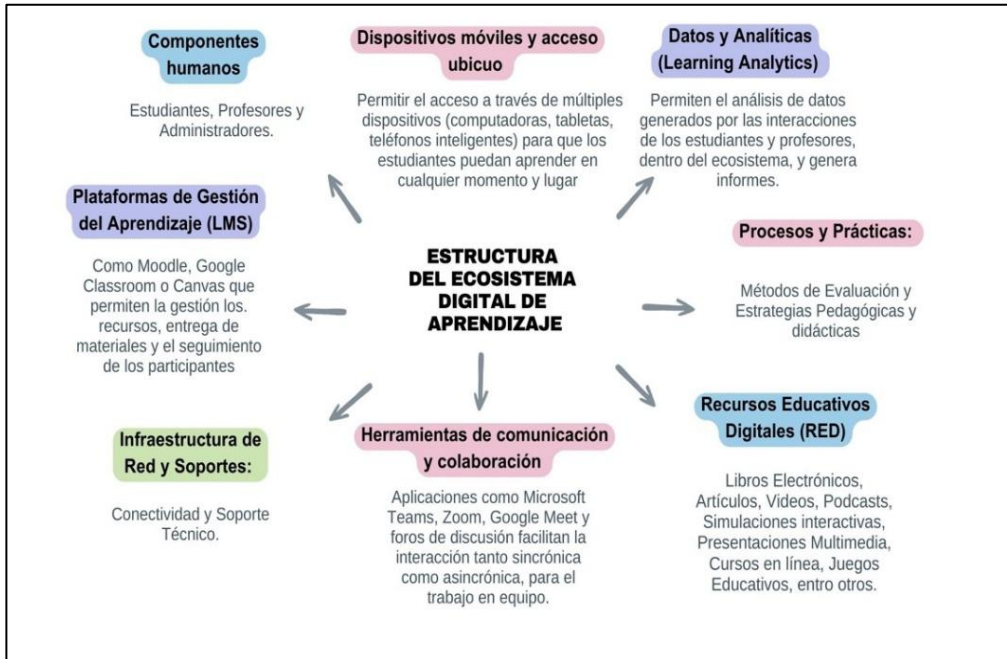 Componentes
humanos
Estudiantes, Profesores y
Administradores.
Dispositivos móviles y acceso
ubicuo
Permitir el acceso a través de múltiples
dispositivos (computadoras, tabletas,
teléfonos inteligentes) para que los
estudiantes puedan aprender en
cualquier momento y lugar
Datos y Analíticas
(Learning Analytics)
Permiten el análisis de datos
generados por las interacciones
de los estudiantes y profesores,
dentro del ecosistema, y genera
informes.
Plataformas de Gestión
del Aprendizaje (LMS)
Como Moodle, Google
Classroom o Canvas que
permiten la gestión los.
recursos, entrega de
materiales y el seguimiento
de los participantes
ESTRUCTURA
DEL ECOSISTEMA
DIGITAL DE
APRENDIZAJE
Procesos y Prácticas:
Métodos de Evaluación y
Estrategias Pedagógicas y
didácticas
Infraestructura de
Red y Soportes:
Conectividad y Soporte
Técnico.
Herramientas de comunicación
y colaboración
Aplicaciones como Microsoft
Teams, Zoom, Google Meet y
foros de discusión facilitan la
interacción tanto sincrónica
como asincrónica, para el
trabajo en equipo.
Recursos Educativos
Digitales (RED)
Libros Electrónicos,
Artículos, Videos, Podcasts,
Simulaciones interactivas,
Presentaciones Multimedia,
Cursos en línea, Juegos
Educativos, entro otros.